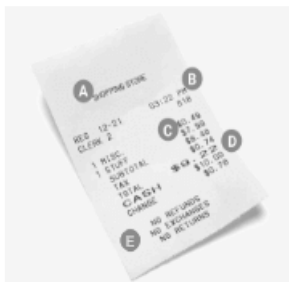 A SHOPPING STORE
B
REG 12-21 03:22 PM
CLERK 2 618
C
1 MISC. $0.49
1 STUFF $7.99
SUBTOTAL $8.48
TAX $0.74
D
TOTAL $9.22
CASH $10.00
CHANGE $0.78
E
NO REFUNDS
NO EXCHANGES
NO RETURNS